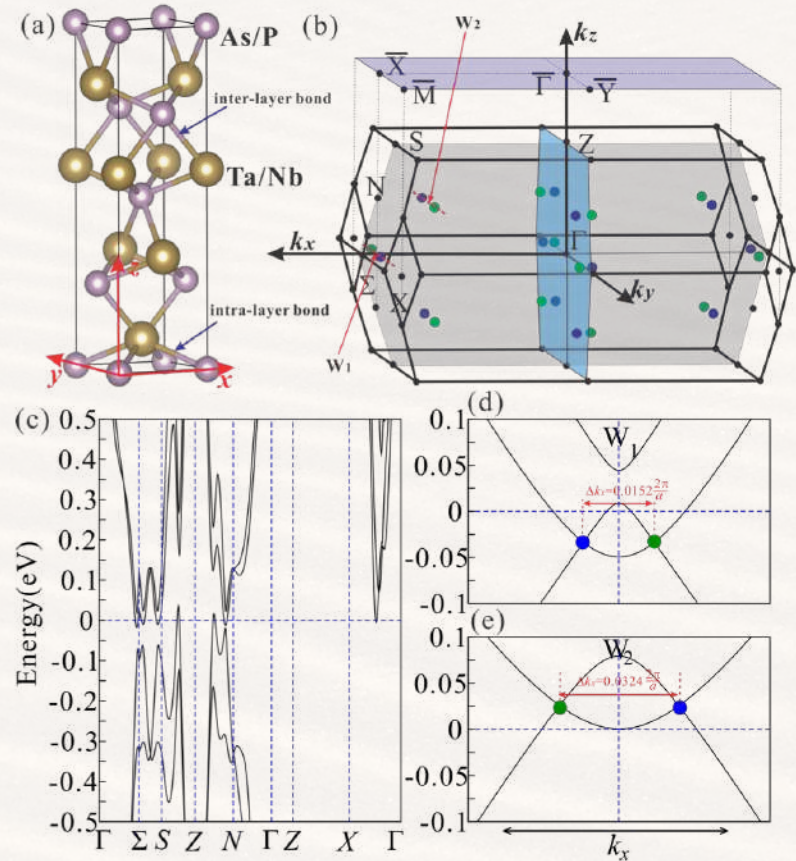 (a)
As/P
inter-layer bond
Ta/Nb
z
intra-layer bond
y
x
(b)
W2
kz
X̅
M̅
Γ̅
Y̅
S
Z
N
kx
Γ
Σ
X
ky
W1
(c)
Energy(eV)
0.5
0.4
0.3
0.2
0.1
0
-0.1
-0.2
-0.3
-0.4
-0.5
Γ Σ S Z N Γ Z X Γ
(d)
0.1
0.05
0
-0.05
-0.1
W1
Δkx=0.0152 2π/a
(e)
0.1
0.05
0
-0.05
-0.1
W2
Δkx=0.0324 2π/a
kx